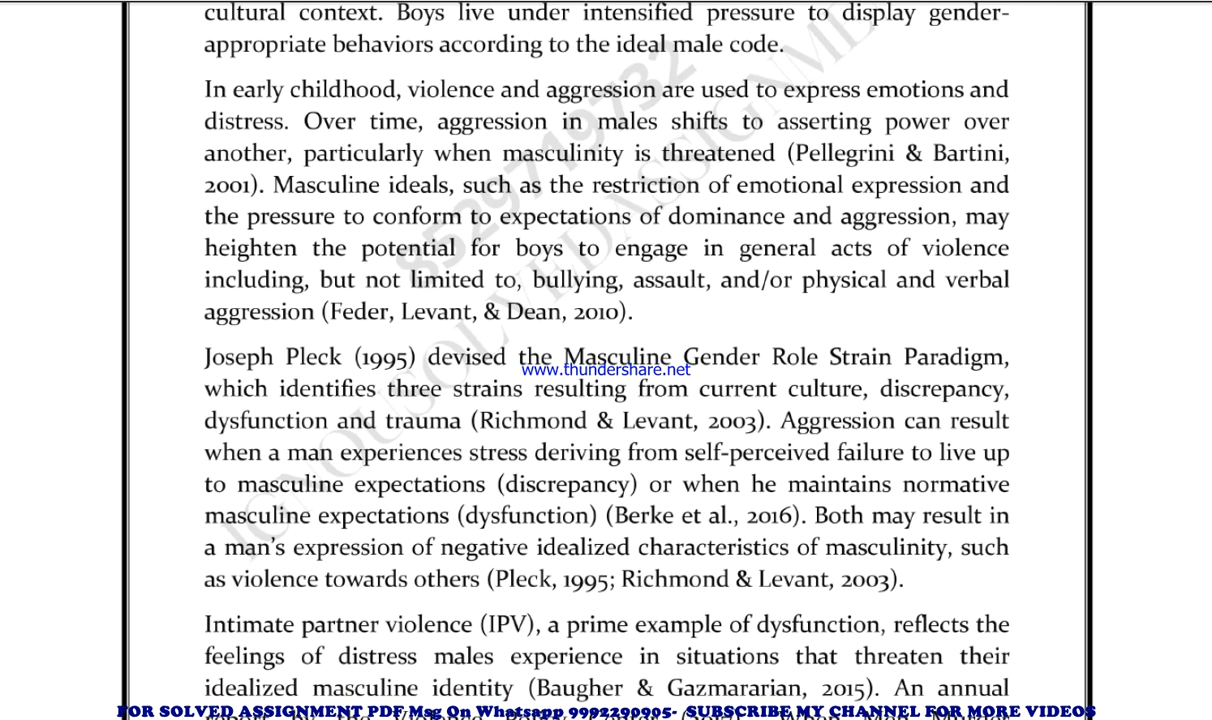 cultural context. Boys live under intensified pressure to display gender-
appropriate behaviors according to the ideal male code.
In early childhood, violence and aggression are used to express emotions and
distress. Over time, aggression in males shifts to asserting power over
another, particularly when masculinity is threatened (Pellegrini & Bartini,
2001). Masculine ideals, such as the restriction of emotional expression and
the pressure to conform to expectations of dominance and aggression, may
heighten the potential for boys to engage in general acts of violence
including, but not limited to, bullying, assault, and/or physical and verbal
aggression (Feder, Levant, & Dean, 2010).
Joseph Pleck (1995) devised the Masculine Gender Role Strain Paradigm,
www.thundershare.net
which identifies three strains resulting from current culture, discrepancy,
dysfunction and trauma (Richmond & Levant, 2003). Aggression can result
when a man experiences stress deriving from self-perceived failure to live up
to masculine expectations (discrepancy) or when he maintains normative
masculine expectations (dysfunction) (Berke et al., 2016). Both may result in
a man's expression of negative idealized characteristics of masculinity, such
as violence towards others (Pleck, 1995; Richmond & Levant, 2003).
Intimate partner violence (IPV), a prime example of dysfunction, reflects the
feelings of distress males experience in situations that threaten their
idealized masculine identity (Baugher & Gazmararian, 2015). An annual
FOR SOLVED ASSIGNMENT PDF Msg On Whatsapp 9992290905- SUBSCRIBE MY CHANNEL FOR MORE VIDEOS
8529719732
IGNOUSOLVEDASSIGNME